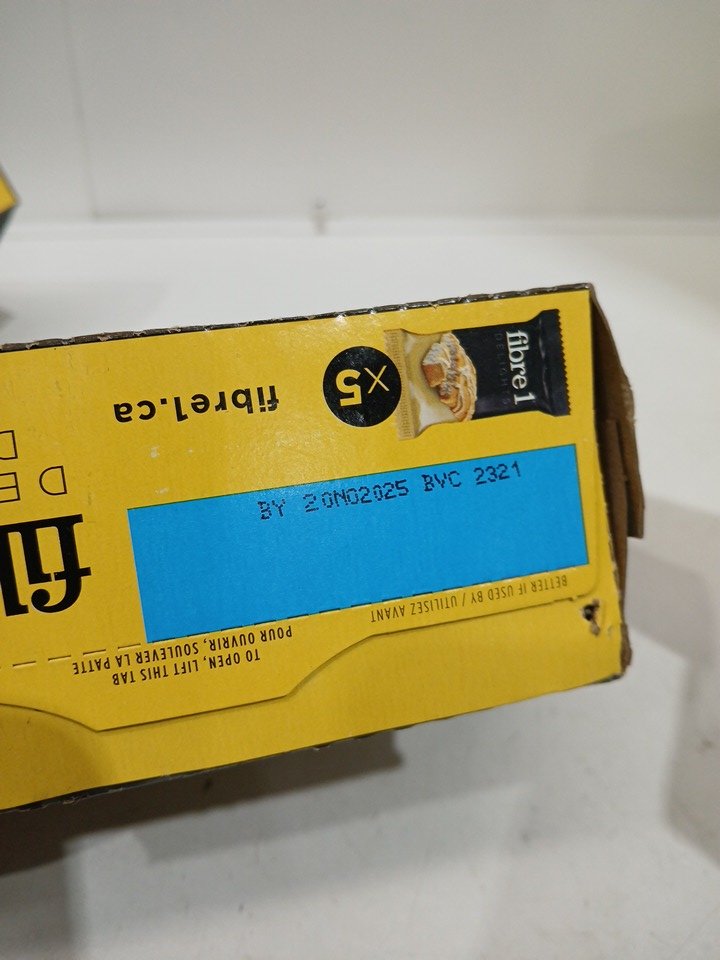 BY 20NO2025 BVC 2321
BETTER IF USED BY / UTILISEZ AVANT
TO OPEN, LIFT THIS TAB
POUR OUVRIR, SOULEVER LA PATTE
fibre1.ca
x5
fibre1
DELIGHTS